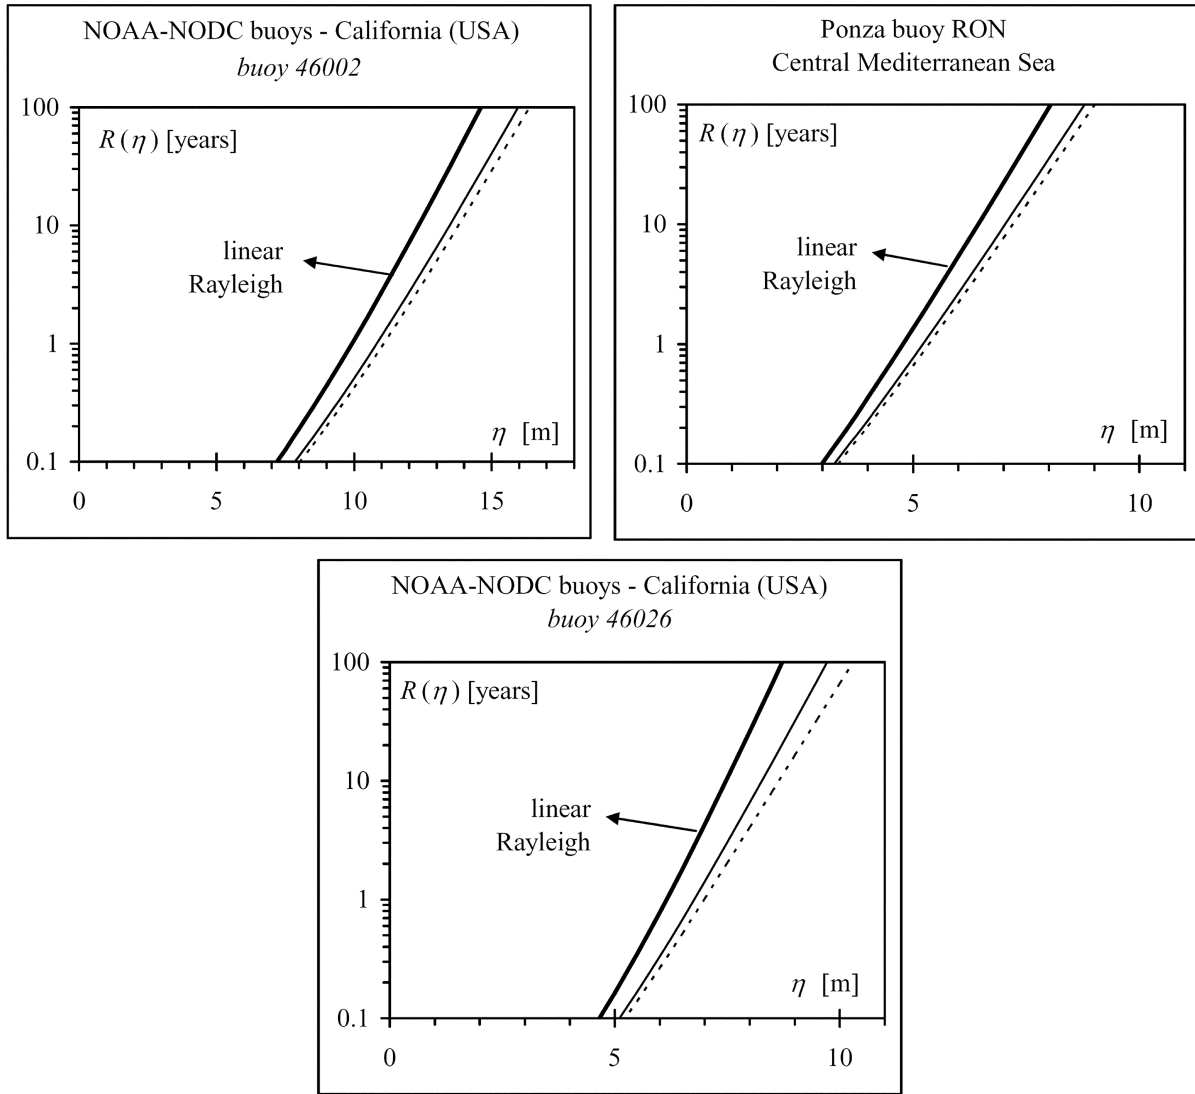 NOAA-NODC buoys - California (USA)
buoy 46002
100
R(η) [years]
10
linear
Rayleigh
1
η [m]
0.1
0 5 10 15
Ponza buoy RON
Central Mediterranean Sea
100
R(η) [years]
10
linear
Rayleigh
1
η [m]
0.1
0 5 10
NOAA-NODC buoys - California (USA)
buoy 46026
100
R(η) [years]
10
linear
Rayleigh
1
η [m]
0.1
0 5 10